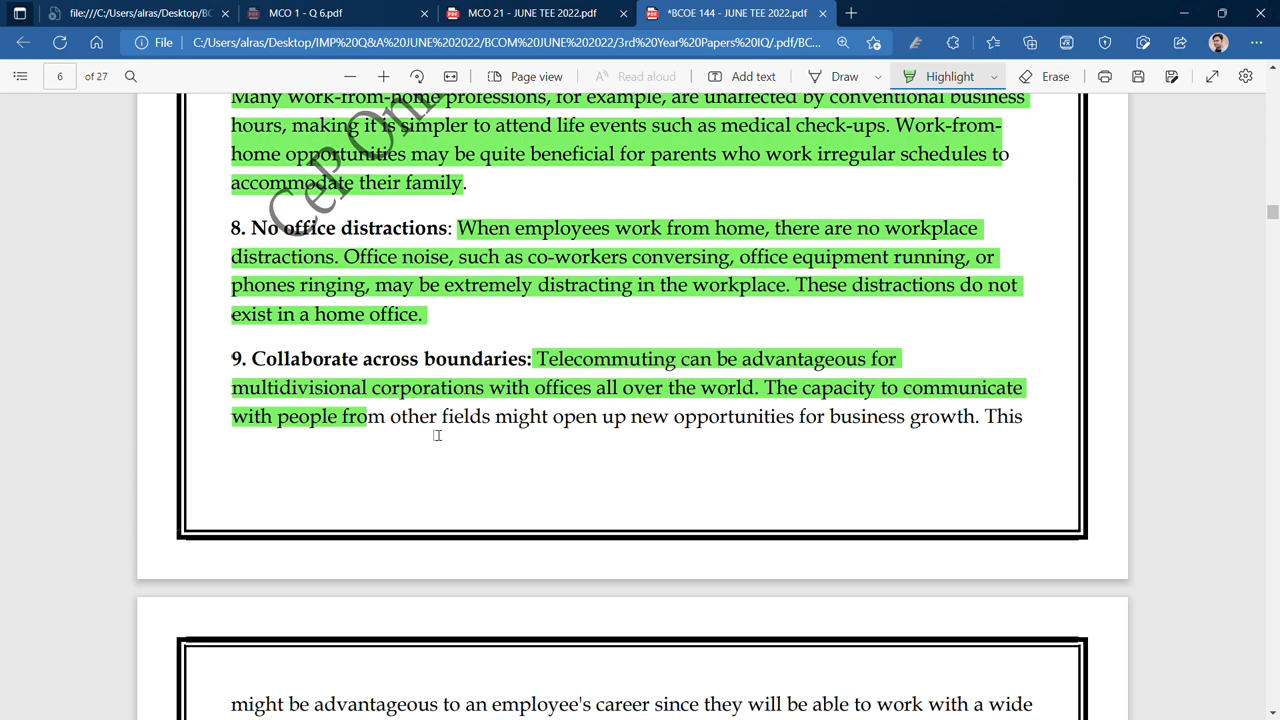 file:///C:/Users/alras/Desktop/BC
MCO 1 - Q 6.pdf
MCO 21 - JUNE TEE 2022.pdf
*BCOE 144 - JUNE TEE 2022.pdf
File
C:/Users/alras/Desktop/IMP%20Q&A%20JUNE%202022/BCOM%20JUNE%202022/3rd%20Year%20Papers%20IQ/.pdf/BC...
6
of 27
Page view
Read aloud
Add text
Draw
Highlight
Erase
Many work-from-home professions, for example, are unaffected by conventional business
hours, making it is simpler to attend life events such as medical check-ups. Work-from-
home opportunities may be quite beneficial for parents who work irregular schedules to
accommodate their family.
8. No office distractions: When employees work from home, there are no workplace
distractions. Office noise, such as co-workers conversing, office equipment running, or
phones ringing, may be extremely distracting in the workplace. These distractions do not
exist in a home office.
9. Collaborate across boundaries: Telecommuting can be advantageous for
multidivisional corporations with offices all over the world. The capacity to communicate
with people from other fields might open up new opportunities for business growth. This
might be advantageous to an employee's career since they will be able to work with a wide